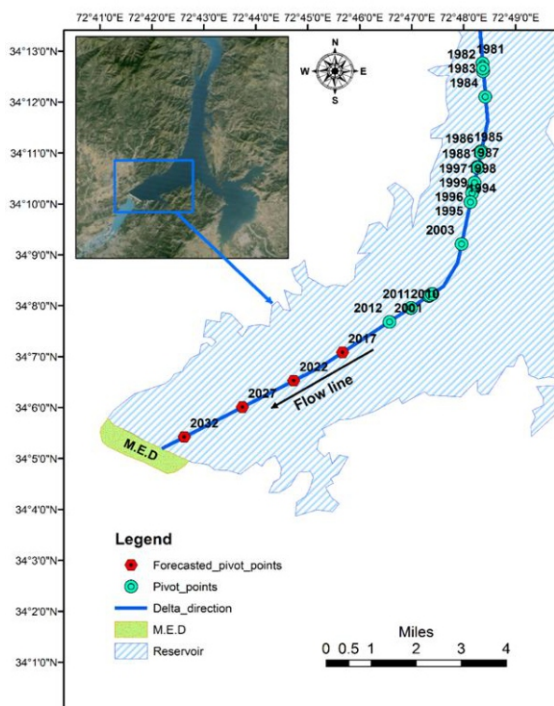 72°41'0"E 72°42'0"E 72°43'0"E 72°44'0"E 72°45'0"E 72°46'0"E 72°47'0"E 72°48'0"E 72°49'0"E
34°13'0"N
34°12'0"N
34°11'0"N
34°10'0"N
34°9'0"N
34°8'0"N
34°7'0"N
34°6'0"N
34°5'0"N
34°4'0"N
34°3'0"N
34°2'0"N
34°1'0"N
N
W E
S
1982 1981
1983
1984
1986 1985
1988 1987
1997 1998
1999 1994
1996
1995
2003
2011 2010
2012 2001
2017
2022
2027
2032
Flow line
M.E.D
Legend
Forecasted_pivot_points
Pivot_points
Delta_direction
M.E.D
Reservoir
Miles
0 0.5 1 2 3 4